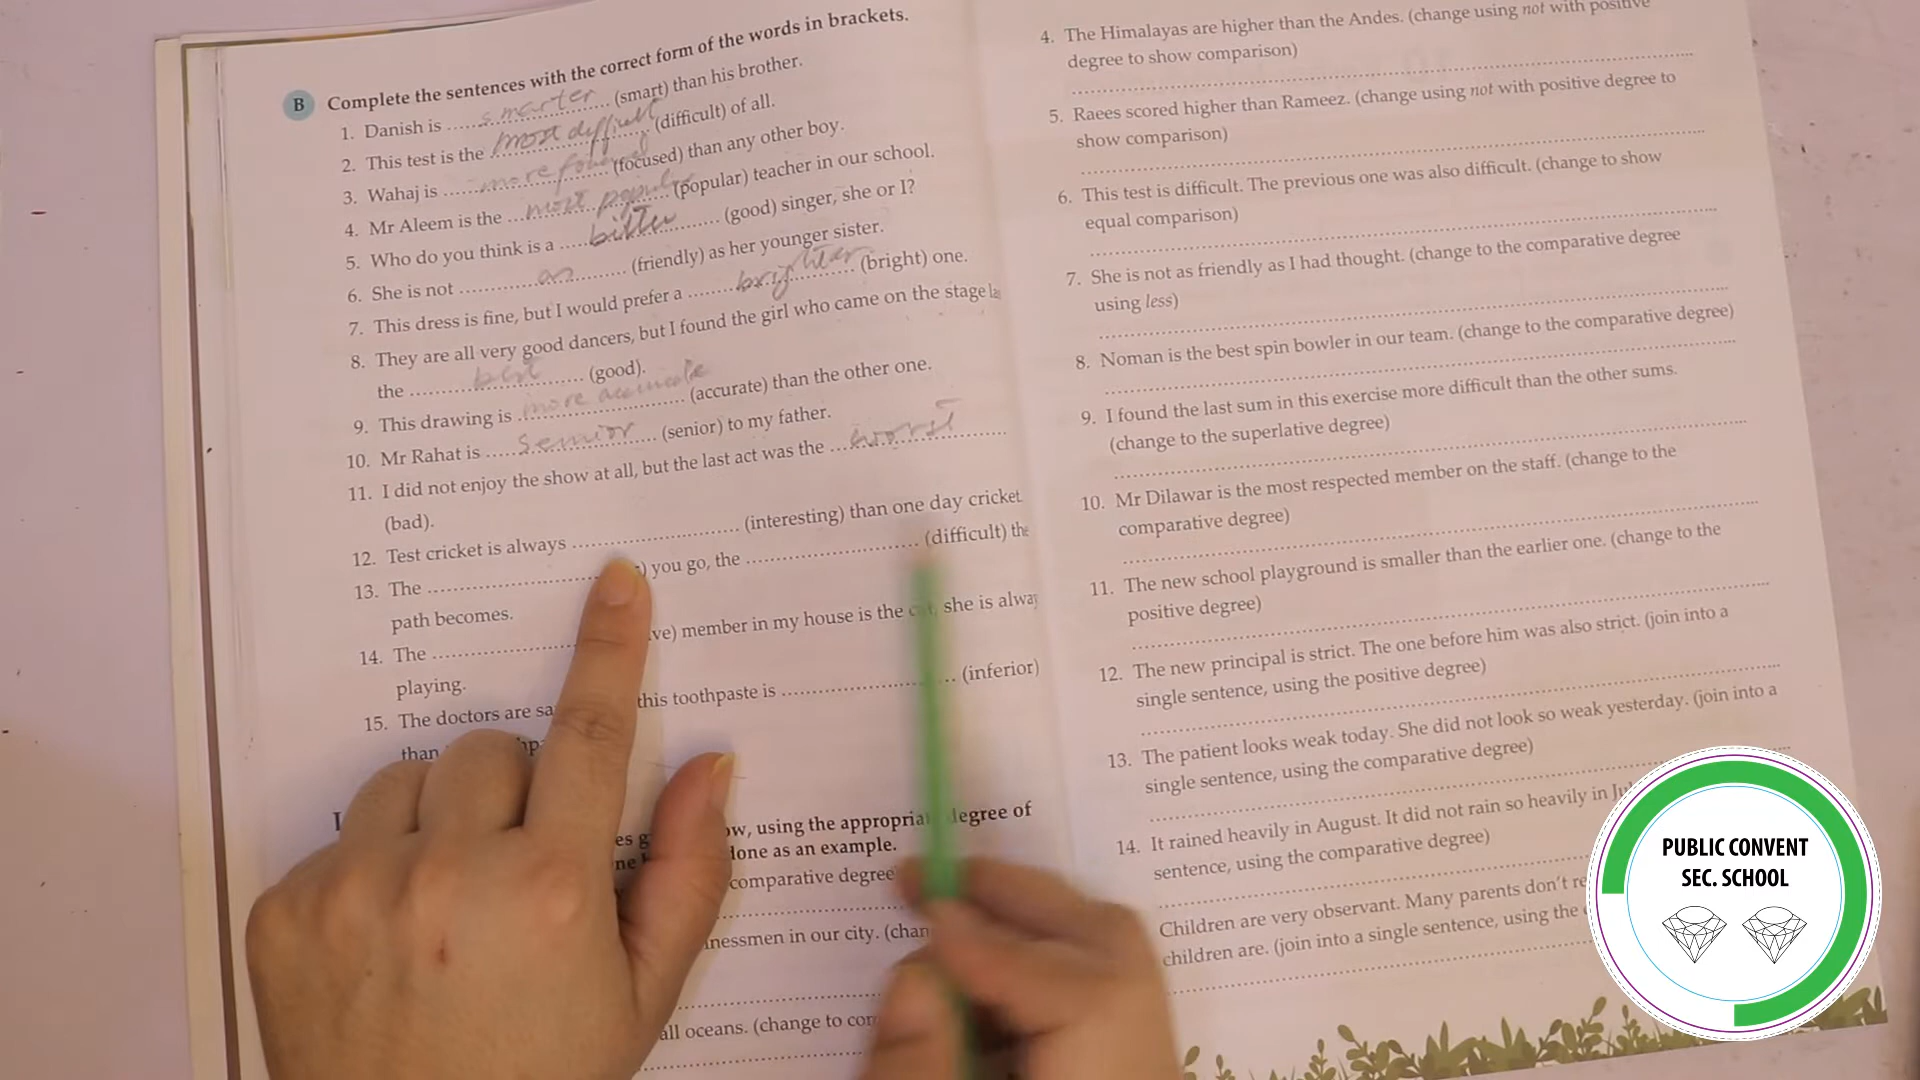 B Complete the sentences with the correct form of the words in brackets.
1. Danish is smarter (smart) than his brother.
2. This test is the most difficult (difficult) of all.
3. Wahaj is more focused (focused) than any other boy.
4. Mr Aleem is the most popular (popular) teacher in our school.
5. Who do you think is a (good) singer, she or I?
6. She is not as (friendly) as her younger sister.
7. This dress is fine, but I would prefer a brighter (bright) one.
8. They are all very good dancers, but I found the girl who came on the stage
the best (good).
9. This drawing is more accurate (accurate) than the other one.
10. Mr Rahat is senior (senior) to my father.
11. I did not enjoy the show at all, but the last act was the worst
(bad).
12. Test cricket is always (interesting) than one day cricket
13. The you go, the (difficult)
path becomes.
14. The member in my house is the she is
playing.
15. The doctors are this toothpaste is (inferior)
than
using the appropriate degree of
done as an example.
comparative degree
in our city.
all oceans. (change to
4. The Himalayas are higher than the Andes. (change using not with positive
degree to show comparison)
5. Raees scored higher than Rameez. (change using not with positive degree to
show comparison)
6. This test is difficult. The previous one was also difficult. (change to show
equal comparison)
7. She is not as friendly as I had thought. (change to the comparative degree
using less)
8. Noman is the best spin bowler in our team. (change to the comparative degree)
9. I found the last sum in this exercise more difficult than the other sums.
(change to the superlative degree)
10. Mr Dilawar is the most respected member on the staff. (change to the
comparative degree)
11. The new school playground is smaller than the earlier one. (change to the
positive degree)
12. The new principal is strict. The one before him was also strict. (join into a
single sentence, using the positive degree)
13. The patient looks weak today. She did not look so weak yesterday. (join into a
single sentence, using the comparative degree)
14. It rained heavily in August. It did not rain so heavily in
sentence, using the comparative degree)
Children are very observant. Many parents don't
children are. (join into a single sentence, using the
PUBLIC CONVENT
SEC. SCHOOL